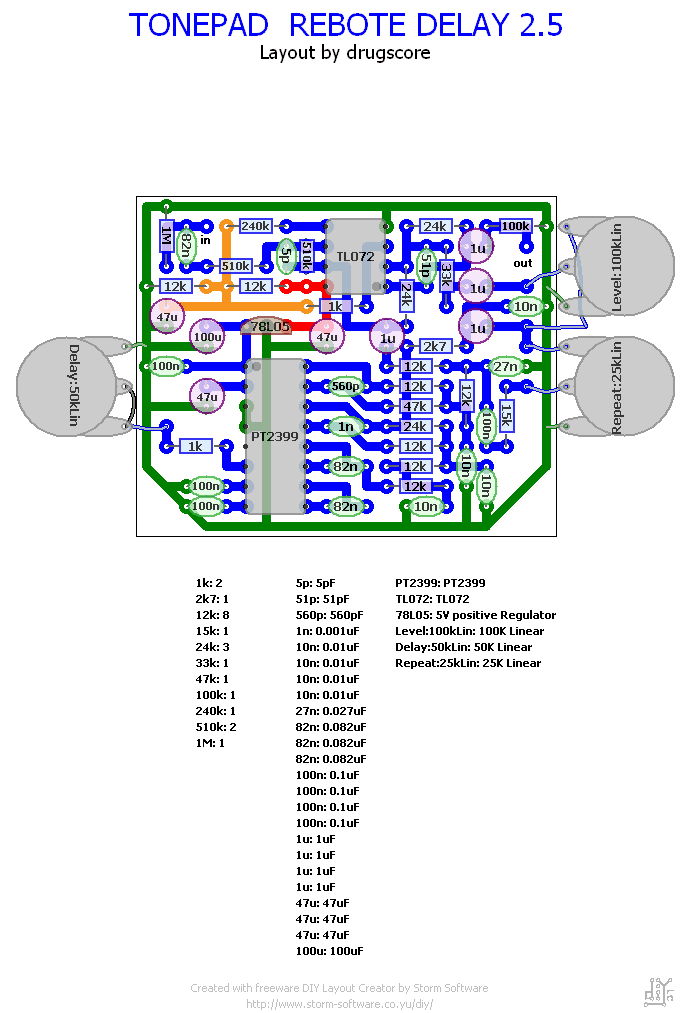 TONEPAD REBOTE DELAY 2.5
Layout by drugscore
1M
82n
in
240k
510k
5p
510k
TL072
24k
51p
33k
1u
100k
out
Level:100kLin
12k
12k
1k
24k
1u
10n
47u
100u
78L05
47u
1u
1u
2k7
Delay:50kLin
100n
47u
PT2399
560p
1n
82n
82n
12k
12k
47k
24k
12k
12k
12k
12k
100n
27n
15k
Repeat:25kLin
1k
100n
100n
10n
10n
10n
1k: 2
2k7: 1
12k: 8
15k: 1
24k: 3
33k: 1
47k: 1
100k: 1
240k: 1
510k: 2
1M: 1
5p: 5pF
51p: 51pF
560p: 560pF
1n: 0.001uF
10n: 0.01uF
10n: 0.01uF
10n: 0.01uF
10n: 0.01uF
27n: 0.027uF
82n: 0.082uF
82n: 0.082uF
82n: 0.082uF
100n: 0.1uF
100n: 0.1uF
100n: 0.1uF
100n: 0.1uF
1u: 1uF
1u: 1uF
1u: 1uF
1u: 1uF
47u: 47uF
47u: 47uF
47u: 47uF
100u: 100uF
PT2399: PT2399
TL072: TL072
78L05: 5V positive Regulator
Level:100kLin: 100K Linear
Delay:50kLin: 50K Linear
Repeat:25kLin: 25K Linear
Created with freeware DIY Layout Creator by Storm Software
http://www.storm-software.co.yu/diy/